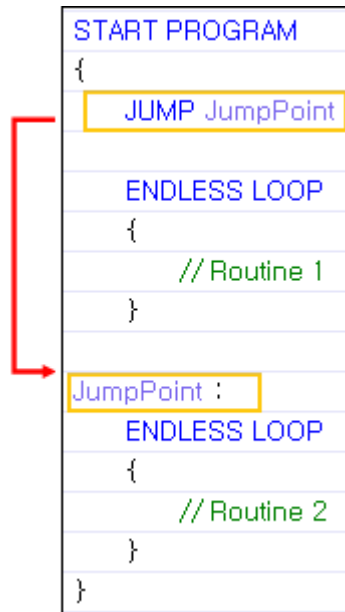 START PROGRAM
{
JUMP JumpPoint
ENDLESS LOOP
{
// Routine 1
}
JumpPoint :
ENDLESS LOOP
{
// Routine 2
}
}